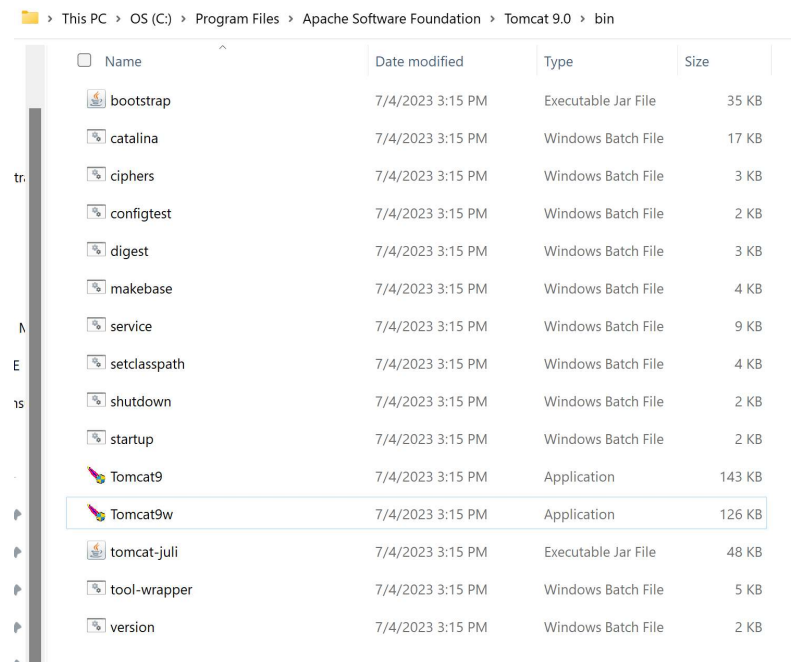 This PC > OS (C:) > Program Files > Apache Software Foundation > Tomcat 9.0 > bin
Name Date modified Type Size
bootstrap 7/4/2023 3:15 PM Executable Jar File 35 KB
catalina 7/4/2023 3:15 PM Windows Batch File 17 KB
ciphers 7/4/2023 3:15 PM Windows Batch File 3 KB
configtest 7/4/2023 3:15 PM Windows Batch File 2 KB
digest 7/4/2023 3:15 PM Windows Batch File 3 KB
makebase 7/4/2023 3:15 PM Windows Batch File 4 KB
service 7/4/2023 3:15 PM Windows Batch File 9 KB
setclasspath 7/4/2023 3:15 PM Windows Batch File 4 KB
shutdown 7/4/2023 3:15 PM Windows Batch File 2 KB
startup 7/4/2023 3:15 PM Windows Batch File 2 KB
Tomcat9 7/4/2023 3:15 PM Application 143 KB
Tomcat9w 7/4/2023 3:15 PM Application 126 KB
tomcat-juli 7/4/2023 3:15 PM Executable Jar File 48 KB
tool-wrapper 7/4/2023 3:15 PM Windows Batch File 5 KB
version 7/4/2023 3:15 PM Windows Batch File 2 KB